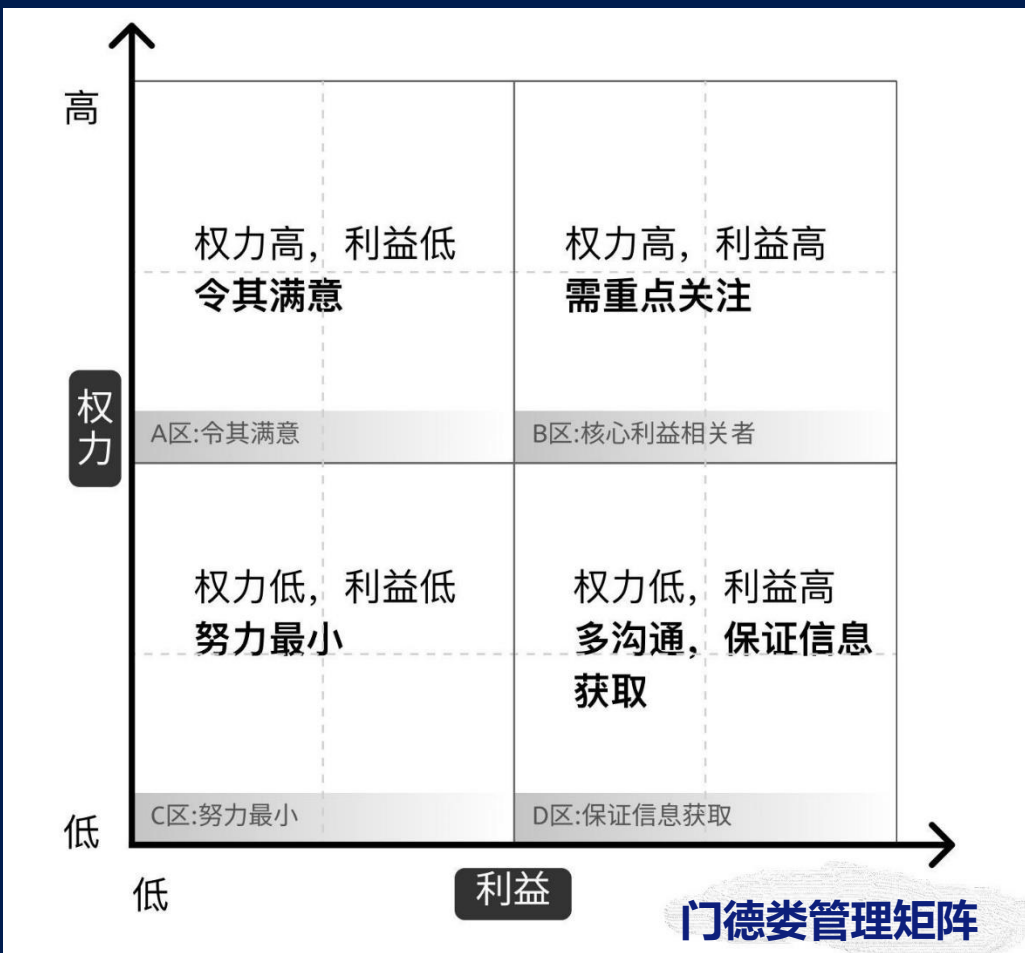 高
权力高，利益低
令其满意
权力高，利益高
需重点关注
权力
A区:令其满意
B区:核心利益相关者
权力低，利益低
努力最小
权力低，利益高
多沟通，保证信息
获取
C区:努力最小
D区:保证信息获取
低
低
利益
门德娄管理矩阵